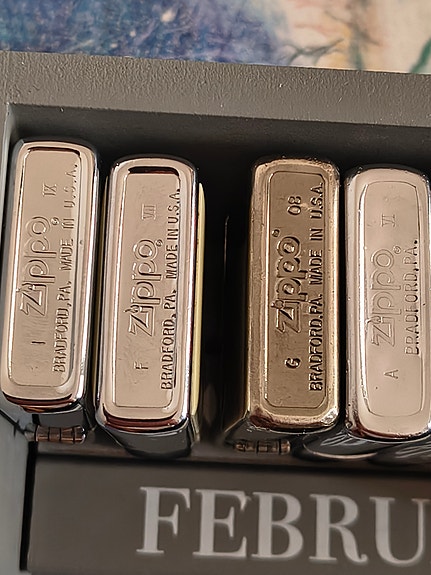 I zippo IX
BRADFORD, PA. MADE IN U.S.A.
F zippo VII
BRADFORD, PA. MADE IN U.S.A.
G zippo 08
BRADFORD, PA. MADE IN U.S.A.
A zippo VI
BRADFORD, PA.
FEBRU